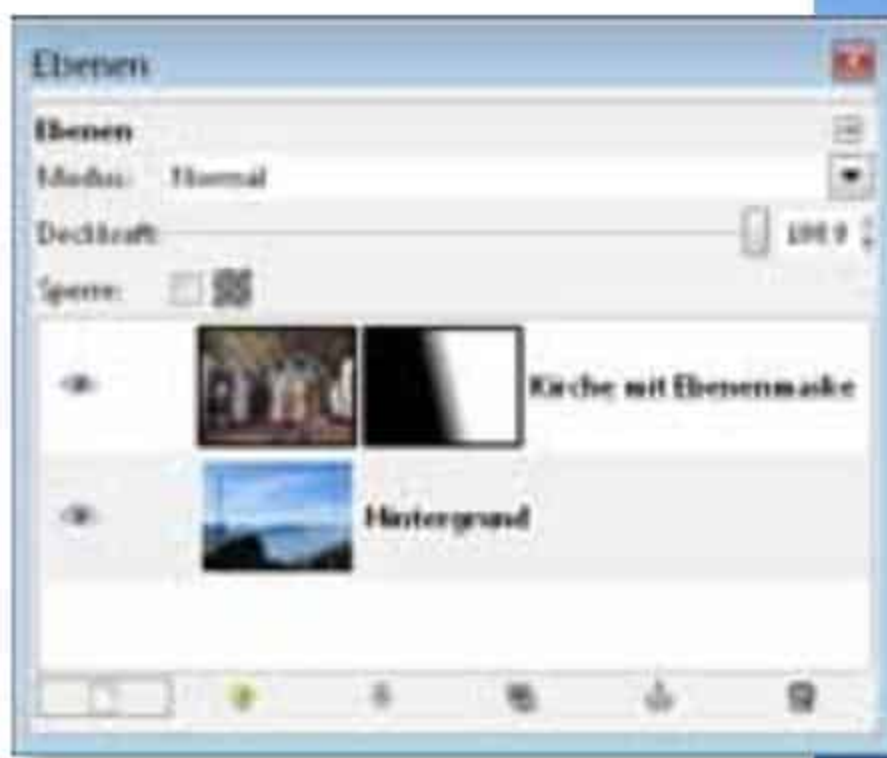 Ebenen
Ebenen
Modus: Normal
Deckkraft: 100,0
Sperre:
Kirche mit Ebenenmaske
Hintergrund